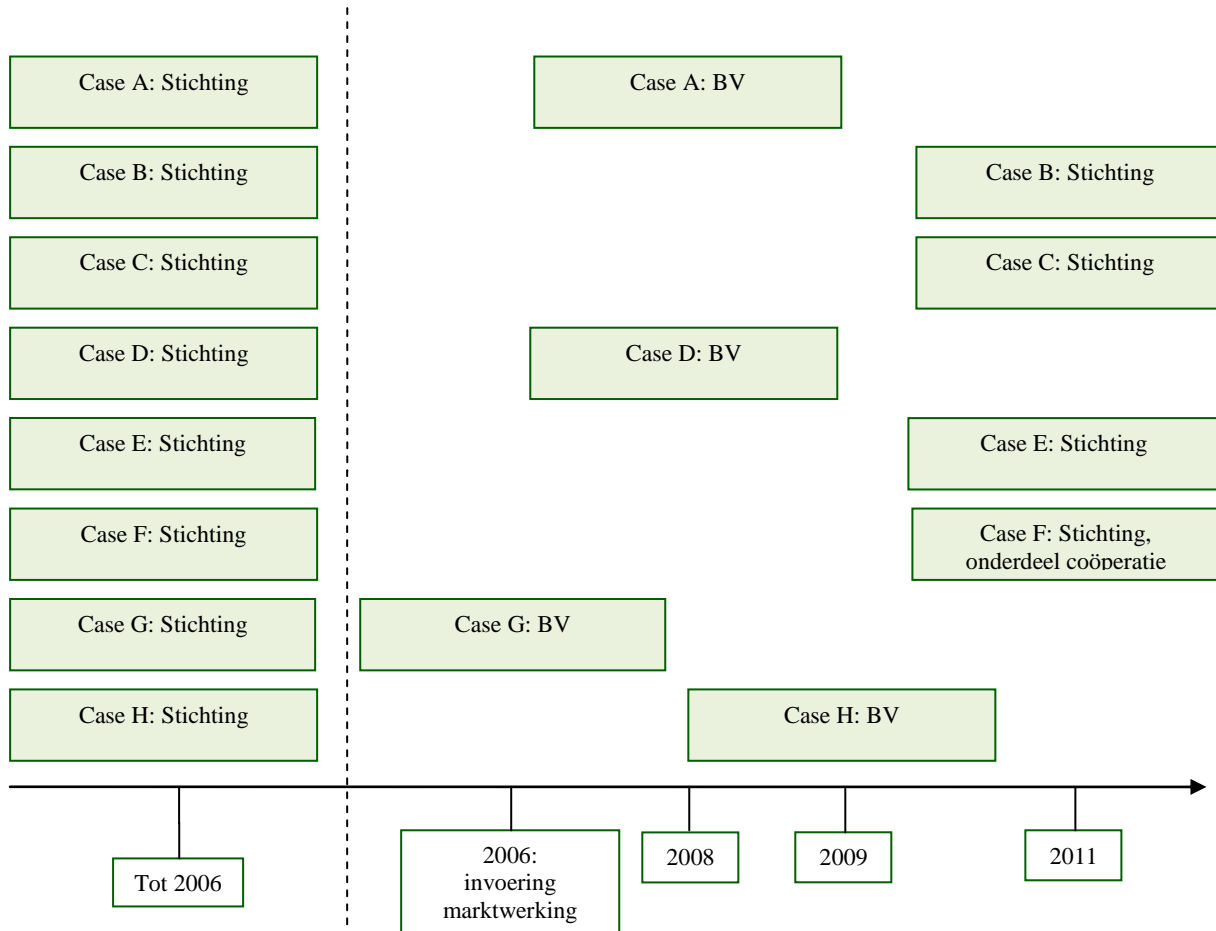 Case A: Stichting
Case A: BV
Case B: Stichting
Case B: Stichting
Case C: Stichting
Case C: Stichting
Case D: Stichting
Case D: BV
Case E: Stichting
Case E: Stichting
Case F: Stichting
Case F: Stichting,
onderdeel coöperatie
Case G: Stichting
Case G: BV
Case H: Stichting
Case H: BV
Tot 2006
2006:
invoering
marktwerking
2008
2009
2011